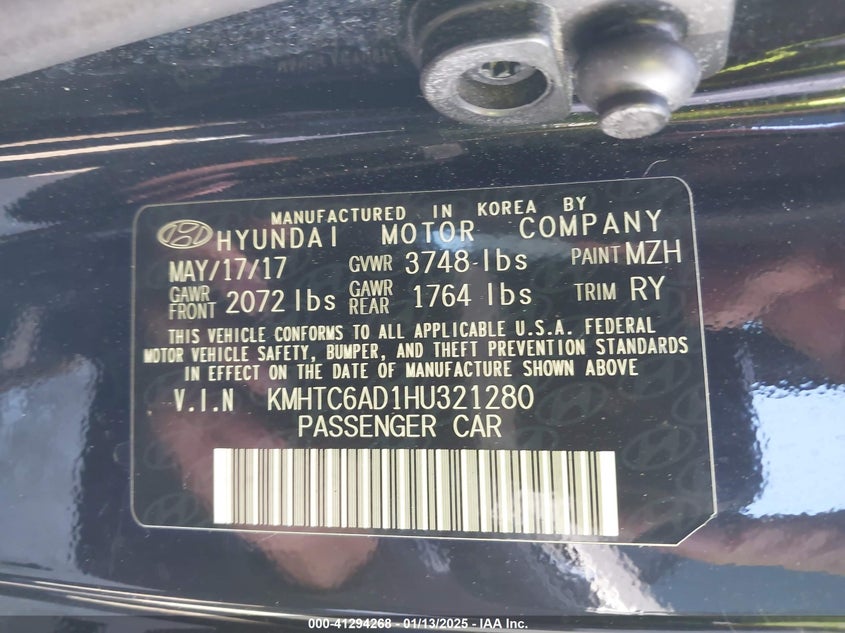 MANUFACTURED IN KOREA BY
HYUNDAI MOTOR COMPANY
MAY/17/17 GVWR 3748 lbs PAINT MZH
GAWR FRONT 2072 lbs GAWR REAR 1764 lbs TRIM RY
THIS VEHICLE CONFORMS TO ALL APPLICABLE U.S.A. FEDERAL
MOTOR VEHICLE SAFETY, BUMPER, AND THEFT PREVENTION STANDARDS
IN EFFECT ON THE DATE OF MANUFACTURE SHOWN ABOVE
V.I.N KMHTC6AD1HU321280
PASSENGER CAR
000-41294268 - 01/13/2025 - IAA Inc.